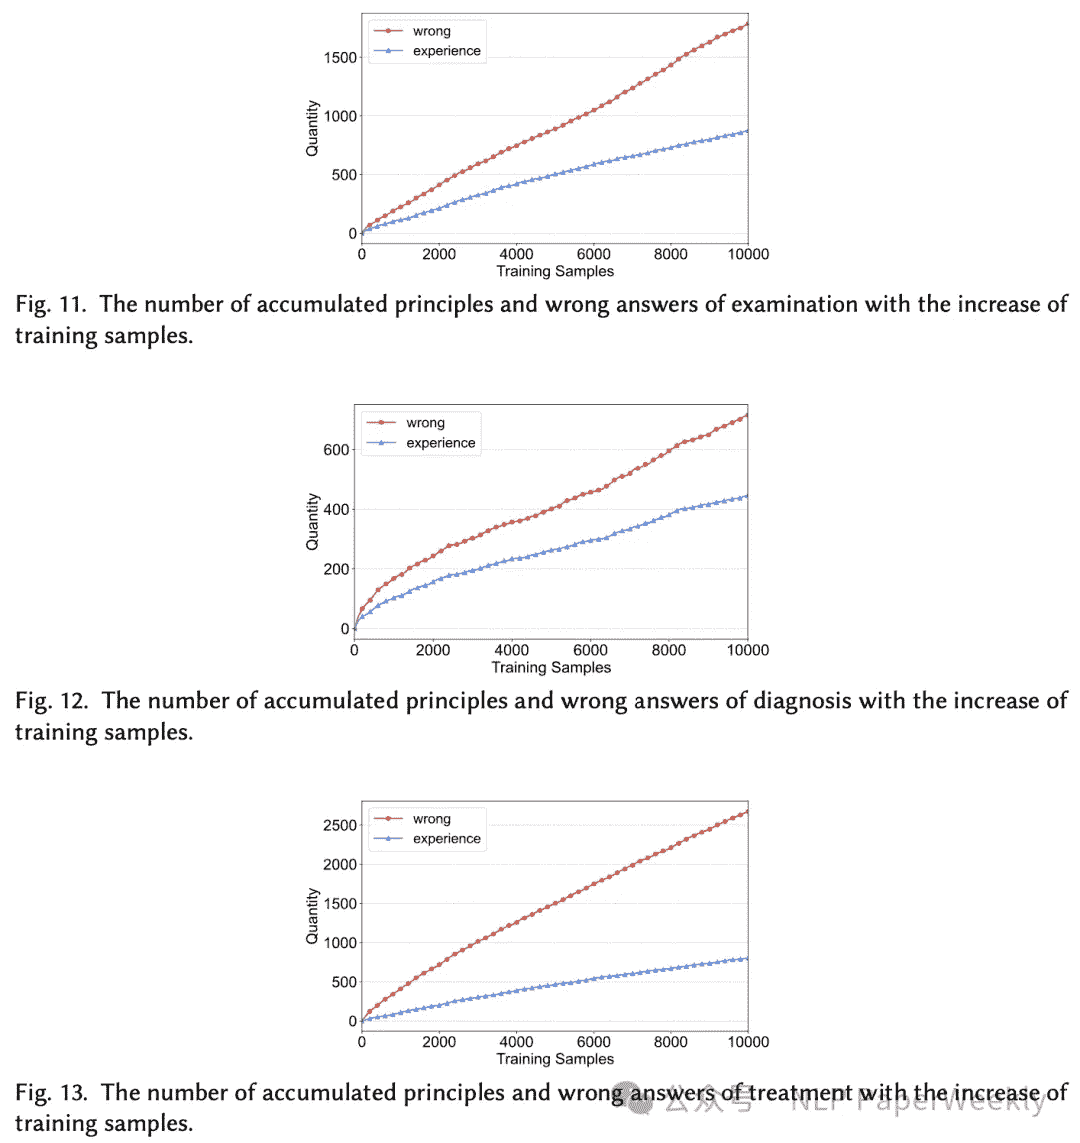 wrong
experience
1500
1000
500
0
Quantity
0 2000 4000 6000 8000 10000
Training Samples
Fig. 11. The number of accumulated principles and wrong answers of examination with the increase of
training samples.
wrong
experience
600
400
200
0
Quantity
0 2000 4000 6000 8000 10000
Training Samples
Fig. 12. The number of accumulated principles and wrong answers of diagnosis with the increase of
training samples.
wrong
experience
2500
2000
1500
1000
500
0
Quantity
0 2000 4000 6000 8000 10000
Training Samples
Fig. 13. The number of accumulated principles and wrong answers of treatment with the increase of
training samples.
公众号 NLP PaperWeekly